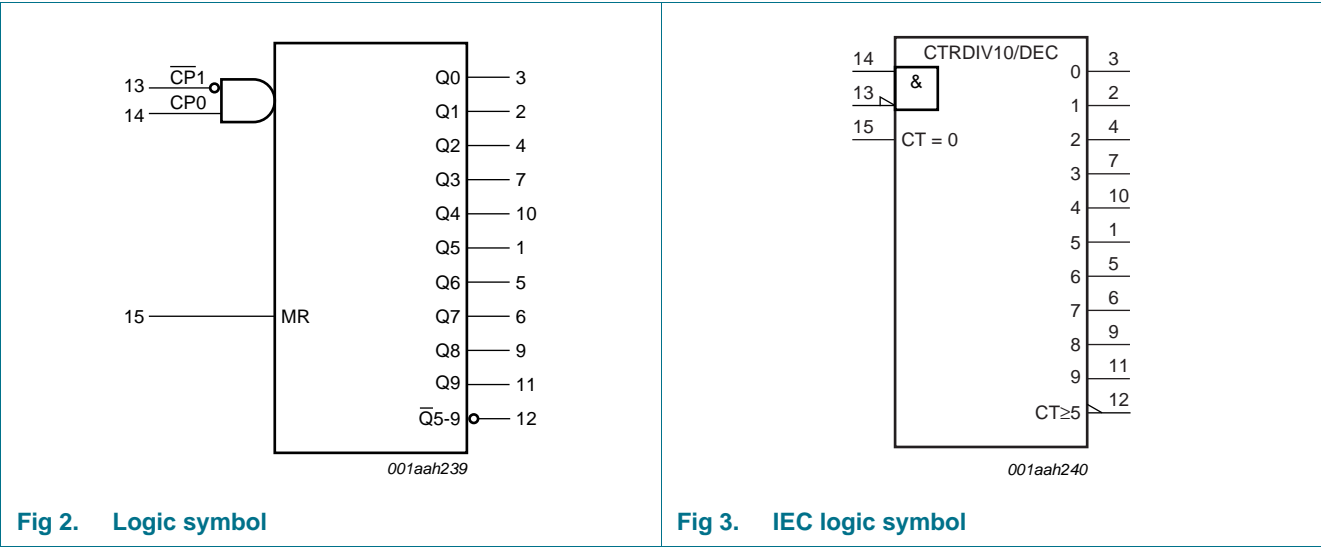 13 C̅P̅1
14 CP0
15 MR
Q0 3
Q1 2
Q2 4
Q3 7
Q4 10
Q5 1
Q6 5
Q7 6
Q8 9
Q9 11
Q̅5-9 12
001aah239
Fig 2. Logic symbol
CTRDIV10/DEC
14
&
13
15
CT = 0
0 3
1 2
2 4
3 7
4 10
5 1
6 5
7 6
8 9
9 11
CT≥5 12
001aah240
Fig 3. IEC logic symbol